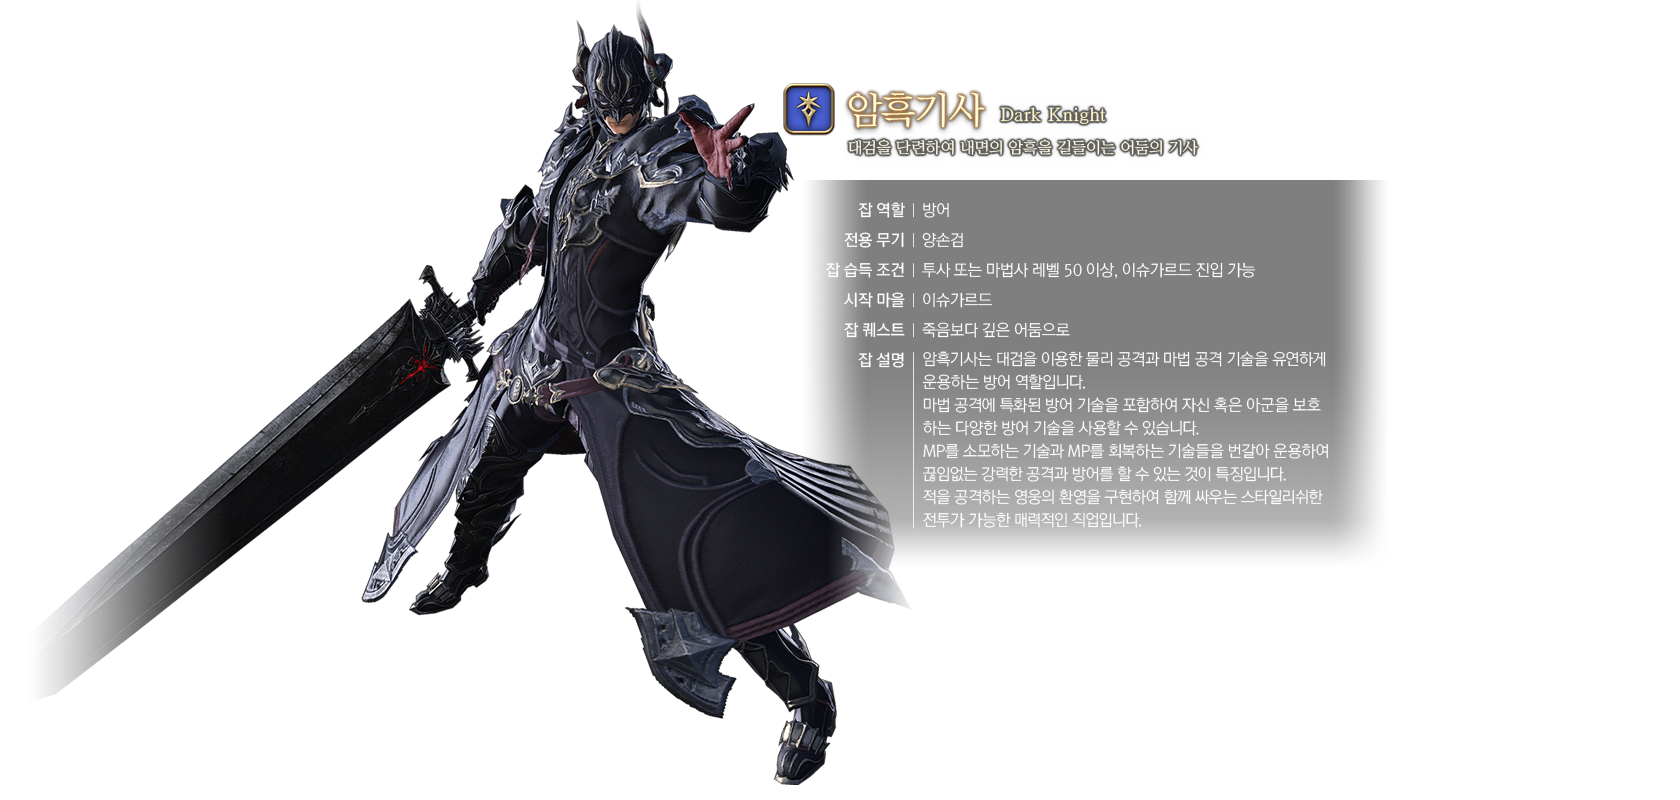 암흑기사 Dark Knight
대검을 단련하여 내면의 암흑을 길들이는 어둠의 기사
잡 역할 | 방어
전용 무기 | 양손검
잡 습득 조건 | 투사 또는 마법사 레벨 50 이상, 이슈가르드 진입 가능
시작 마을 | 이슈가르드
잡 퀘스트 | 죽음보다 깊은 어둠으로
잡 설명 | 암흑기사는 대검을 이용한 물리 공격과 마법 공격 기술을 유연하게
운용하는 방어 역할입니다.
마법 공격에 특화된 방어 기술을 포함하여 자신 혹은 아군을 보호
하는 다양한 방어 기술을 사용할 수 있습니다.
MP를 소모하는 기술과 MP를 회복하는 기술들을 번갈아 운용하여
끊임없는 강력한 공격과 방어를 할 수 있는 것이 특징입니다.
적을 공격하는 영웅의 환영을 구현하여 함께 싸우는 스타일리쉬한
전투가 가능한 매력적인 직업입니다.